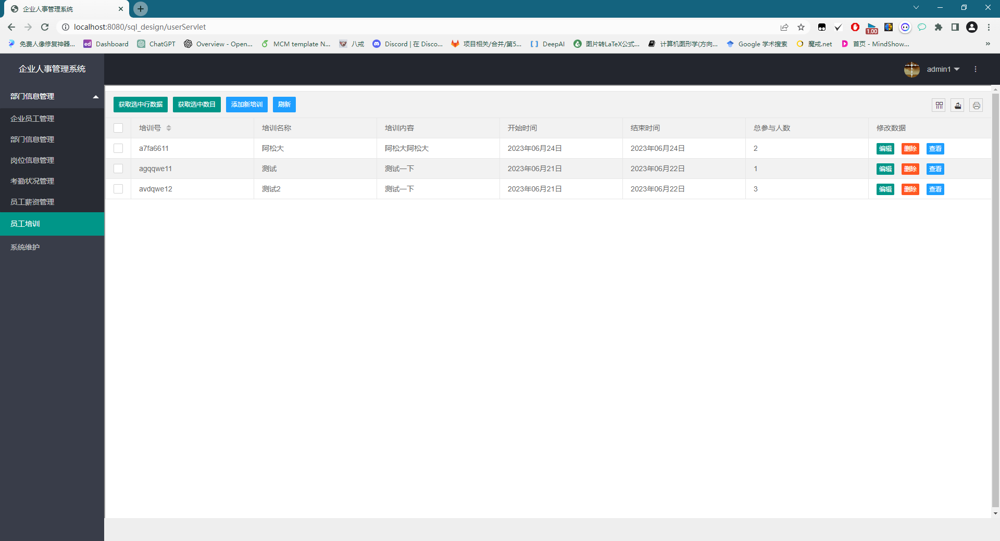 企业人事管理系统
localhost:8080/sql_design/userServlet
1.00
免费人像修复神器...
ed Dashboard
ChatGPT
Overview - Open...
MCM template N...
八戒
Discord | 在 Disco...
项目相关/合并/第5...
DeepAI
图片转LaTeX公式...
计算机图形学(方向...
Google 学术搜索
魔戒.net
首页 - MindShow...
»
企业人事管理系统
admin1
部门信息管理
企业员工管理
部门信息管理
岗位信息管理
考勤状况管理
员工薪资管理
员工培训
系统维护
获取选中行数据 获取选中数目 添加新培训 刷新
培训号 培训名称 培训内容 开始时间 结束时间 总参与人数 修改数据
a7fa6611 阿松大 阿松大阿松大 2023年06月24日 2023年06月24日 2 编辑 删除 查看
agqqwe11 测试 测试一下 2023年06月21日 2023年06月22日 1 编辑 删除 查看
avdqwe12 测试2 测试一下 2023年06月21日 2023年06月22日 3 编辑 删除 查看